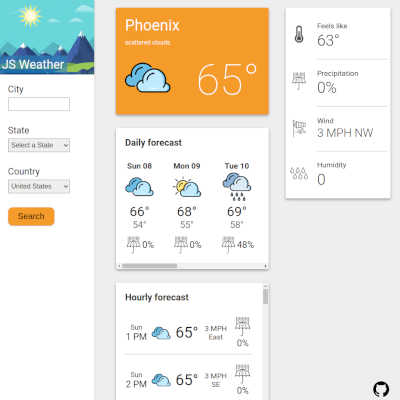 JS Weather
City
State
Select a State
Country
United States
Search
Phoenix
scattered clouds
65°
Daily forecast
Sun 08 Mon 09 Tue 10
66° 68° 69°
54° 55° 58°
0% 0% 48%
Hourly forecast
Sun
1 PM
65°
3 MPH
East
0%
Sun
2 PM
65°
3 MPH
SE
0%
Feels like
63°
Precipitation
0%
Wind
3 MPH NW
Humidity
0